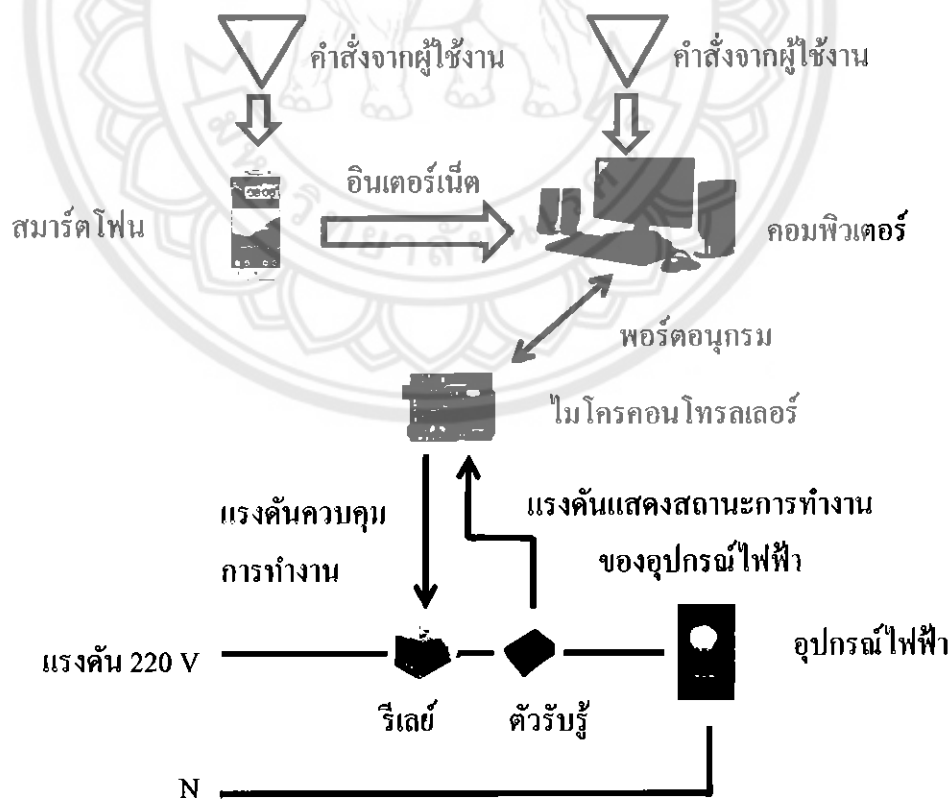 คำสั่งจากผู้ใช้งาน
คำสั่งจากผู้ใช้งาน
อินเตอร์เน็ต
สมาร์ตโฟน
คอมพิวเตอร์
พอร์ตอนุกรม
ไมโครคอนโทรลเลอร์
แรงดันควบคุม
การทำงาน
แรงดันแสดงสถานะการทำงาน
ของอุปกรณ์ไฟฟ้า
แรงดัน 220 V
อุปกรณ์ไฟฟ้า
รีเลย์
ตัวรับรู้
N